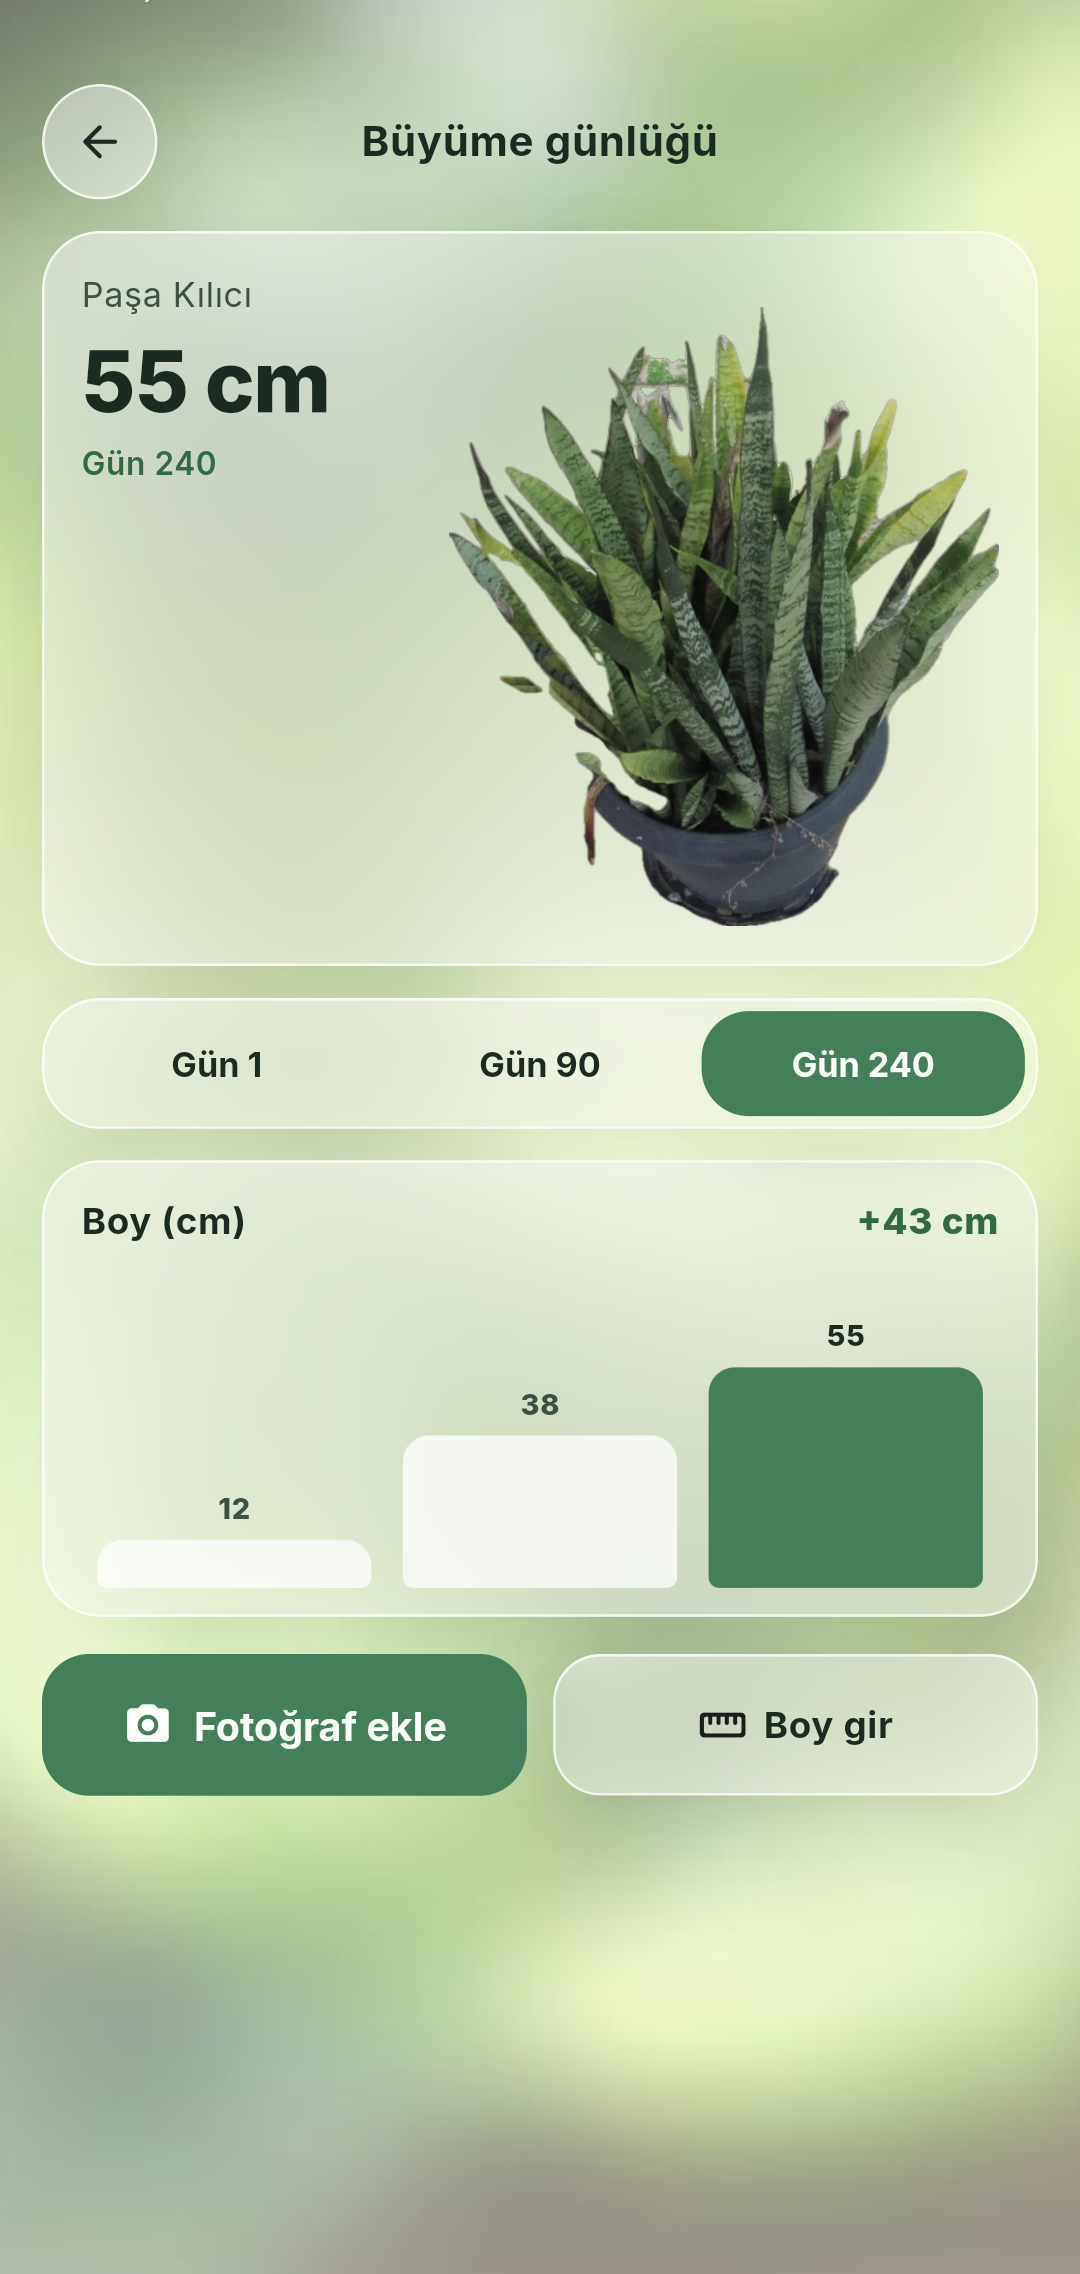 Büyüme günlüğü
Paşa Kılıcı
55 cm
Gün 240
Gün 1
Gün 90
Gün 240
Boy (cm)
+43 cm
12
38
55
Fotoğraf ekle
Boy gir